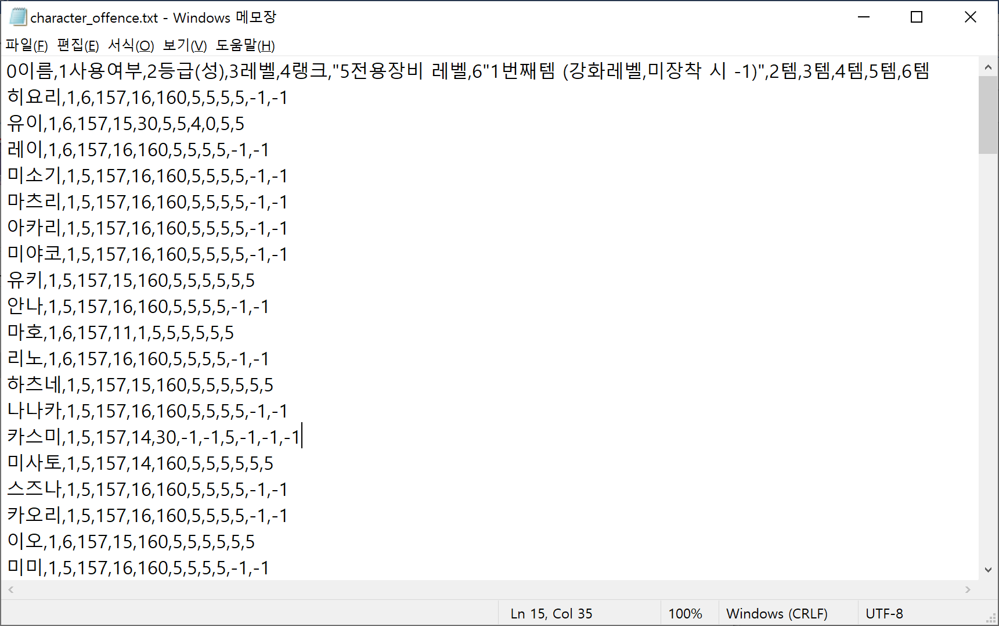 character_offence.txt - Windows 메모장
파일(F) 편집(E) 서식(O) 보기(V) 도움말(H)
0이름,1사용여부,2등급(성),3레벨,4랭크,"5전용장비 레벨,6"1번째템 (강화레벨,미장착 시 -1)",2템,3템,4템,5템,6템
히요리,1,6,157,16,160,5,5,5,5,-1,-1
유이,1,6,157,15,30,5,5,4,0,5,5
레이,1,6,157,16,160,5,5,5,5,-1,-1
미소기,1,5,157,16,160,5,5,5,5,-1,-1
마츠리,1,5,157,16,160,5,5,5,5,-1,-1
아카리,1,5,157,16,160,5,5,5,5,-1,-1
미야코,1,5,157,16,160,5,5,5,5,-1,-1
유키,1,5,157,15,160,5,5,5,5,5,5
안나,1,5,157,16,160,5,5,5,5,-1,-1
마호,1,6,157,11,1,5,5,5,5,5,5
리노,1,6,157,16,160,5,5,5,5,-1,-1
하츠네,1,5,157,15,160,5,5,5,5,5,5
나나카,1,5,157,16,160,5,5,5,5,-1,-1
카스미,1,5,157,14,30,-1,-1,5,-1,-1,-1
미사토,1,5,157,14,160,5,5,5,5,5,5
스즈나,1,5,157,16,160,5,5,5,5,-1,-1
카오리,1,5,157,16,160,5,5,5,5,-1,-1
이오,1,6,157,15,160,5,5,5,5,5,5
미미,1,5,157,16,160,5,5,5,5,-1,-1
Ln 15, Col 35 100% Windows (CRLF) UTF-8